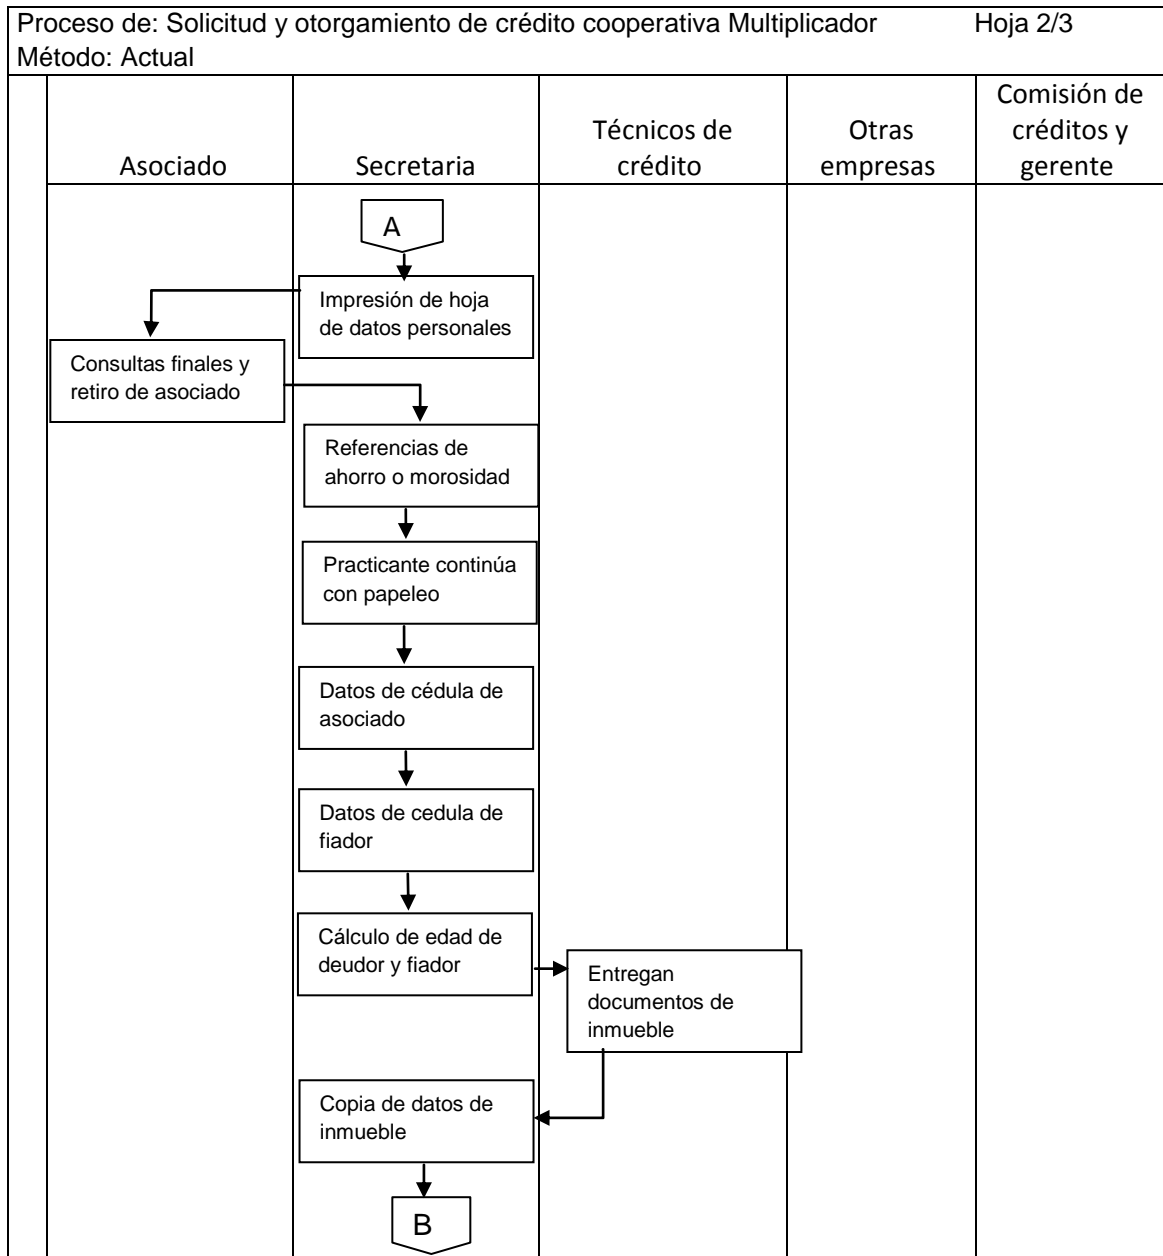 Proceso de: Solicitud y otorgamiento de crédito cooperativa Multiplicador Hoja 2/3
Método: Actual
Asociado
Secretaria
Técnicos de
crédito
Otras
empresas
Comisión de
créditos y
gerente
A
Impresión de hoja
de datos personales
Consultas finales y
retiro de asociado
Referencias de
ahorro o morosidad
Practicante continúa
con papeleo
Datos de cédula de
asociado
Datos de cedula de
fiador
Cálculo de edad de
deudor y fiador
Entregan
documentos de
inmueble
Copia de datos de
inmueble
B